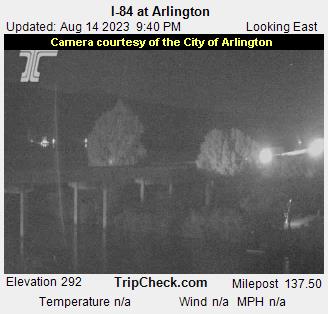 I-84 at Arlington
Updated: Aug 14 2023 9:40 PM Looking East
Camera courtesy of the City of Arlington
Elevation 292 TripCheck.com Milepost 137.50
Temperature n/a Wind n/a MPH n/a